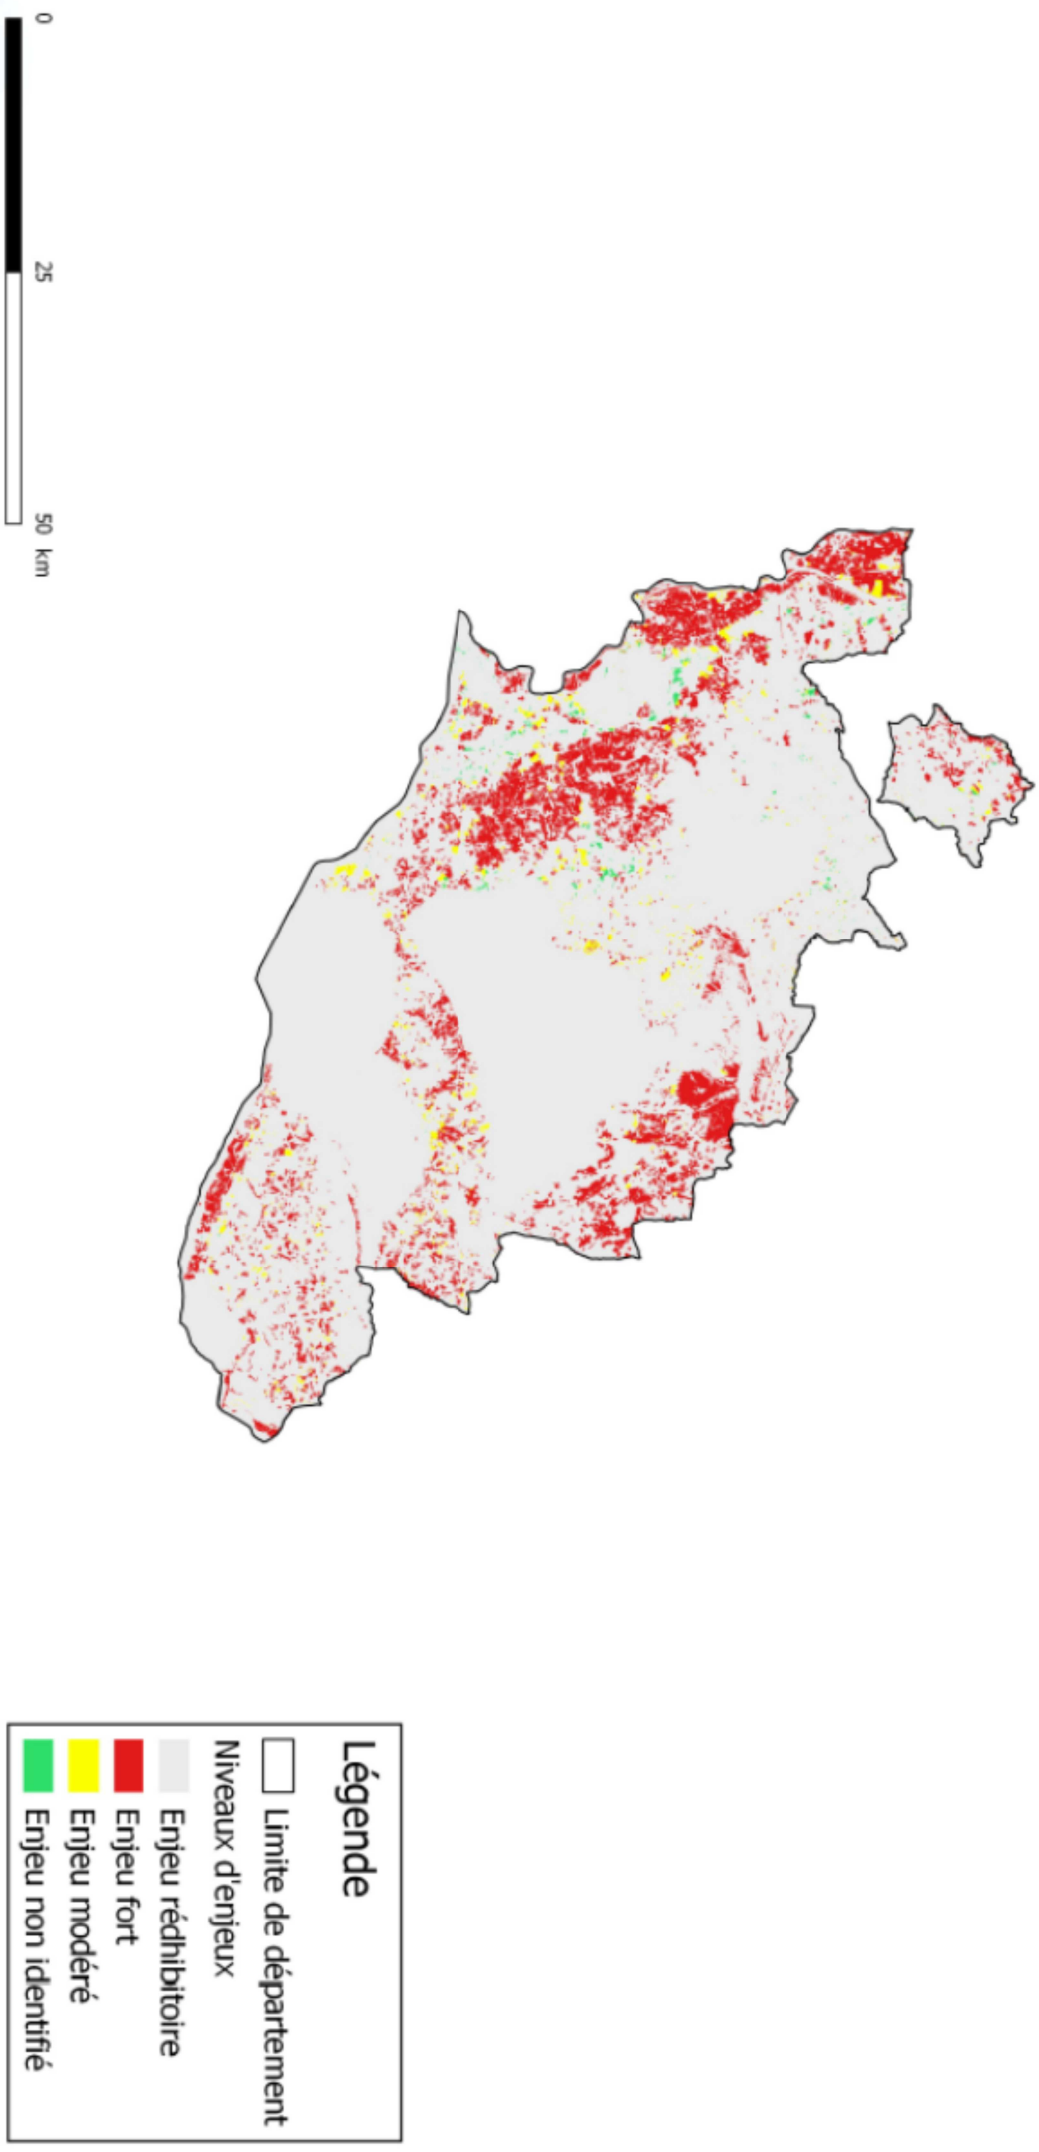 0 25 50 km
Légende
Limite de département
Niveaux d'enjeux
Enjeu rédhibitoire
Enjeu fort
Enjeu modéré
Enjeu non identifié